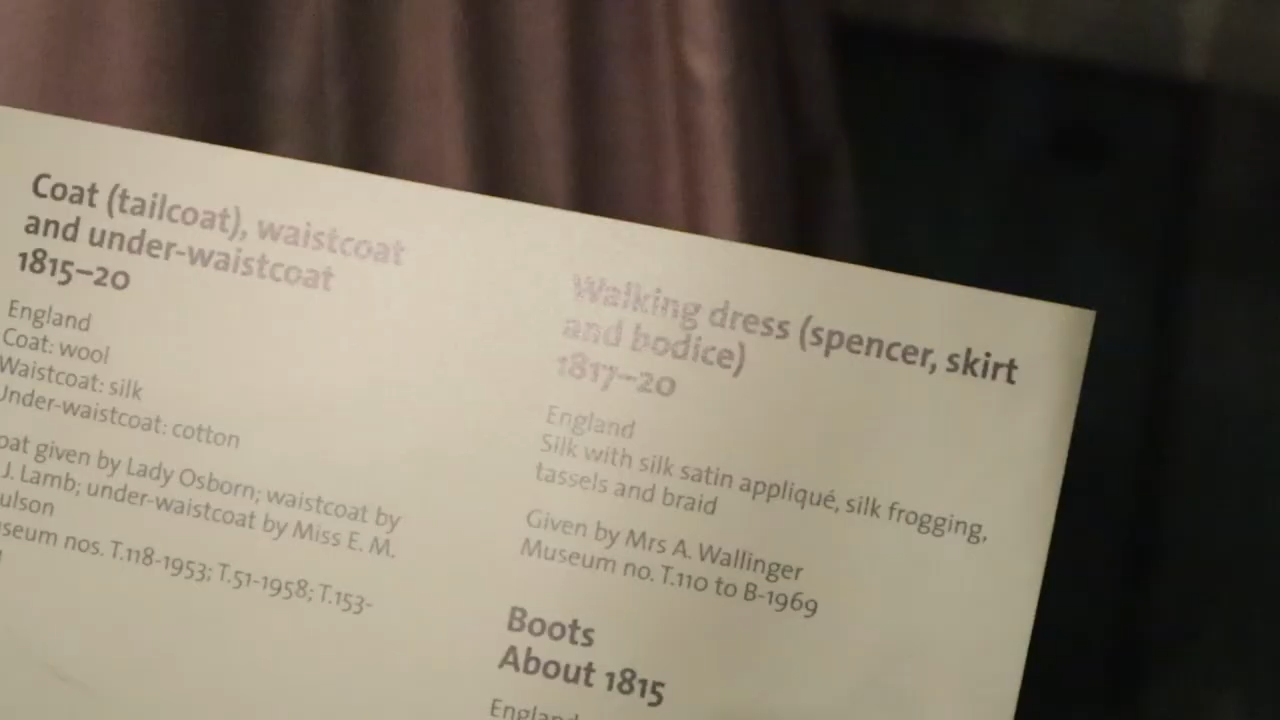 Coat (tailcoat), waistcoat
and under-waistcoat
1815–20
England
Coat: wool
Waistcoat: silk
Under-waistcoat: cotton
given by Lady Osborn; waistcoat by
J. Lamb; under-waistcoat by Miss E. M.
nos. T.118-1953; T.51-1958; T.153-
Walking dress (spencer, skirt
and bodice)
1817–20
England
Silk with silk satin appliqué, silk frogging,
tassels and braid
Given by Mrs A. Wallinger
Museum no. T.110 to B-1969
Boots
About 1815
England